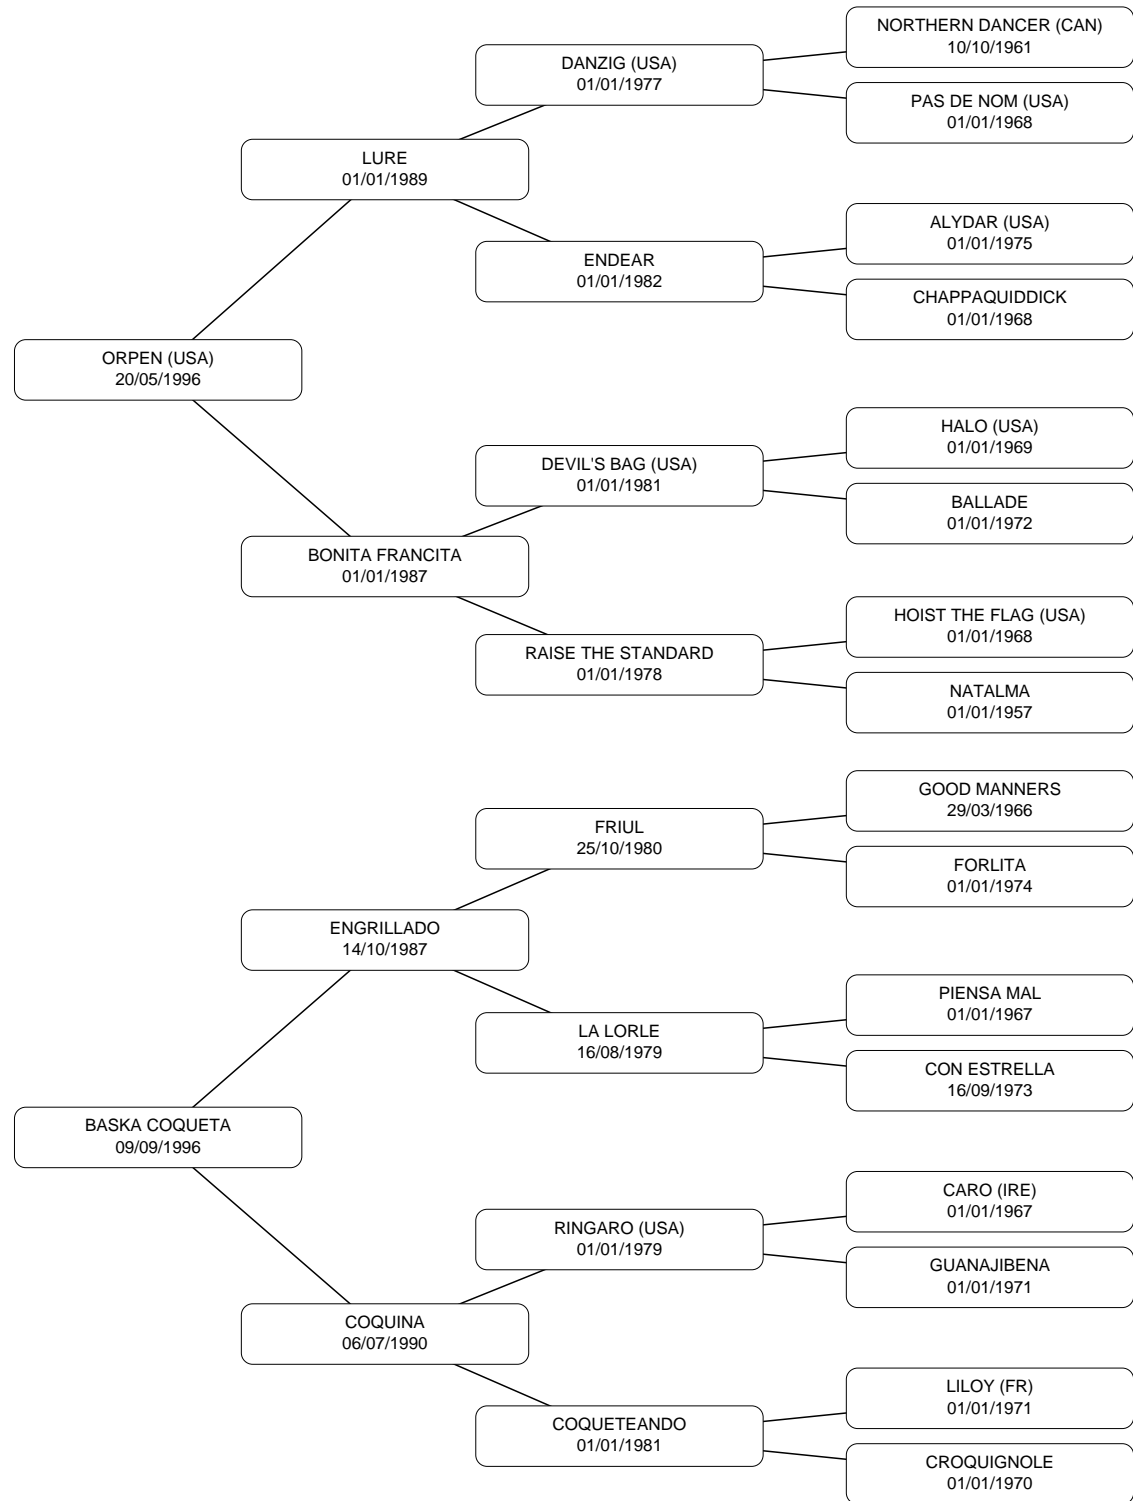 NORTHERN DANCER (CAN)
10/10/1961
DANZIG (USA)
01/01/1977
PAS DE NOM (USA)
01/01/1968
LURE
01/01/1989
ALYDAR (USA)
01/01/1975
ENDEAR
01/01/1982
CHAPPAQUIDDICK
01/01/1968
ORPEN (USA)
20/05/1996
HALO (USA)
01/01/1969
DEVIL'S BAG (USA)
01/01/1981
BALLADE
01/01/1972
BONITA FRANCITA
01/01/1987
HOIST THE FLAG (USA)
01/01/1968
RAISE THE STANDARD
01/01/1978
NATALMA
01/01/1957
GOOD MANNERS
29/03/1966
FRIUL
25/10/1980
FORLITA
01/01/1974
ENGRILLADO
14/10/1987
PIENSA MAL
01/01/1967
LA LORLE
16/08/1979
CON ESTRELLA
16/09/1973
BASKA COQUETA
09/09/1996
CARO (IRE)
01/01/1967
RINGARO (USA)
01/01/1979
GUANAJIBENA
01/01/1971
COQUINA
06/07/1990
LILOY (FR)
01/01/1971
COQUETEANDO
01/01/1981
CROQUIGNOLE
01/01/1970